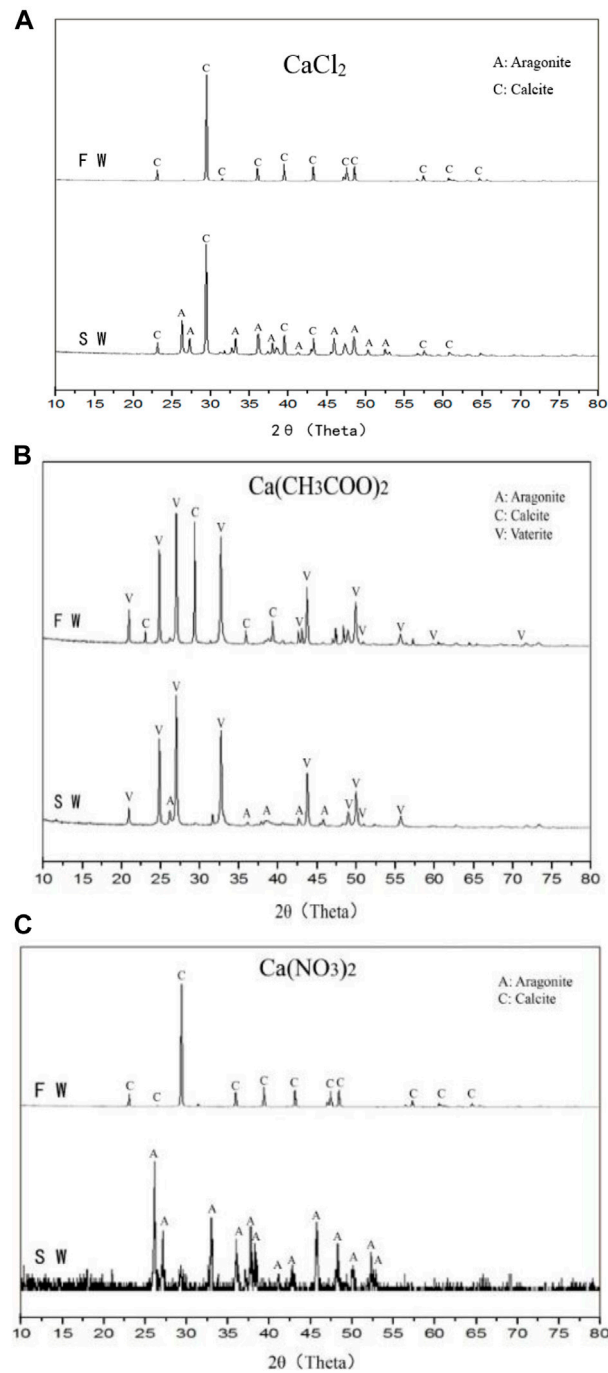 A
CaCl2
A: Aragonite
C: Calcite
F W
C C C C C C C C C C C
S W
C A A C A A A C A C A A A A C C
10 15 20 25 30 35 40 45 50 55 60 65 70 75 80
2θ (Theta)
B
Ca(CH3COO)2
A: Aragonite
C: Calcite
V: Vaterite
F W
V C V V C V C C V V V V V V V
S W
V V A V V A A A V A V V V V
10 15 20 25 30 35 40 45 50 55 60 65 70 75 80
2θ (Theta)
C
Ca(NO3)2
A: Aragonite
C: Calcite
F W
C C C C C C C C C C C
S W
A A A A A A A A A A A A A
10 15 20 25 30 35 40 45 50 55 60 65 70 75 80
2θ (Theta)